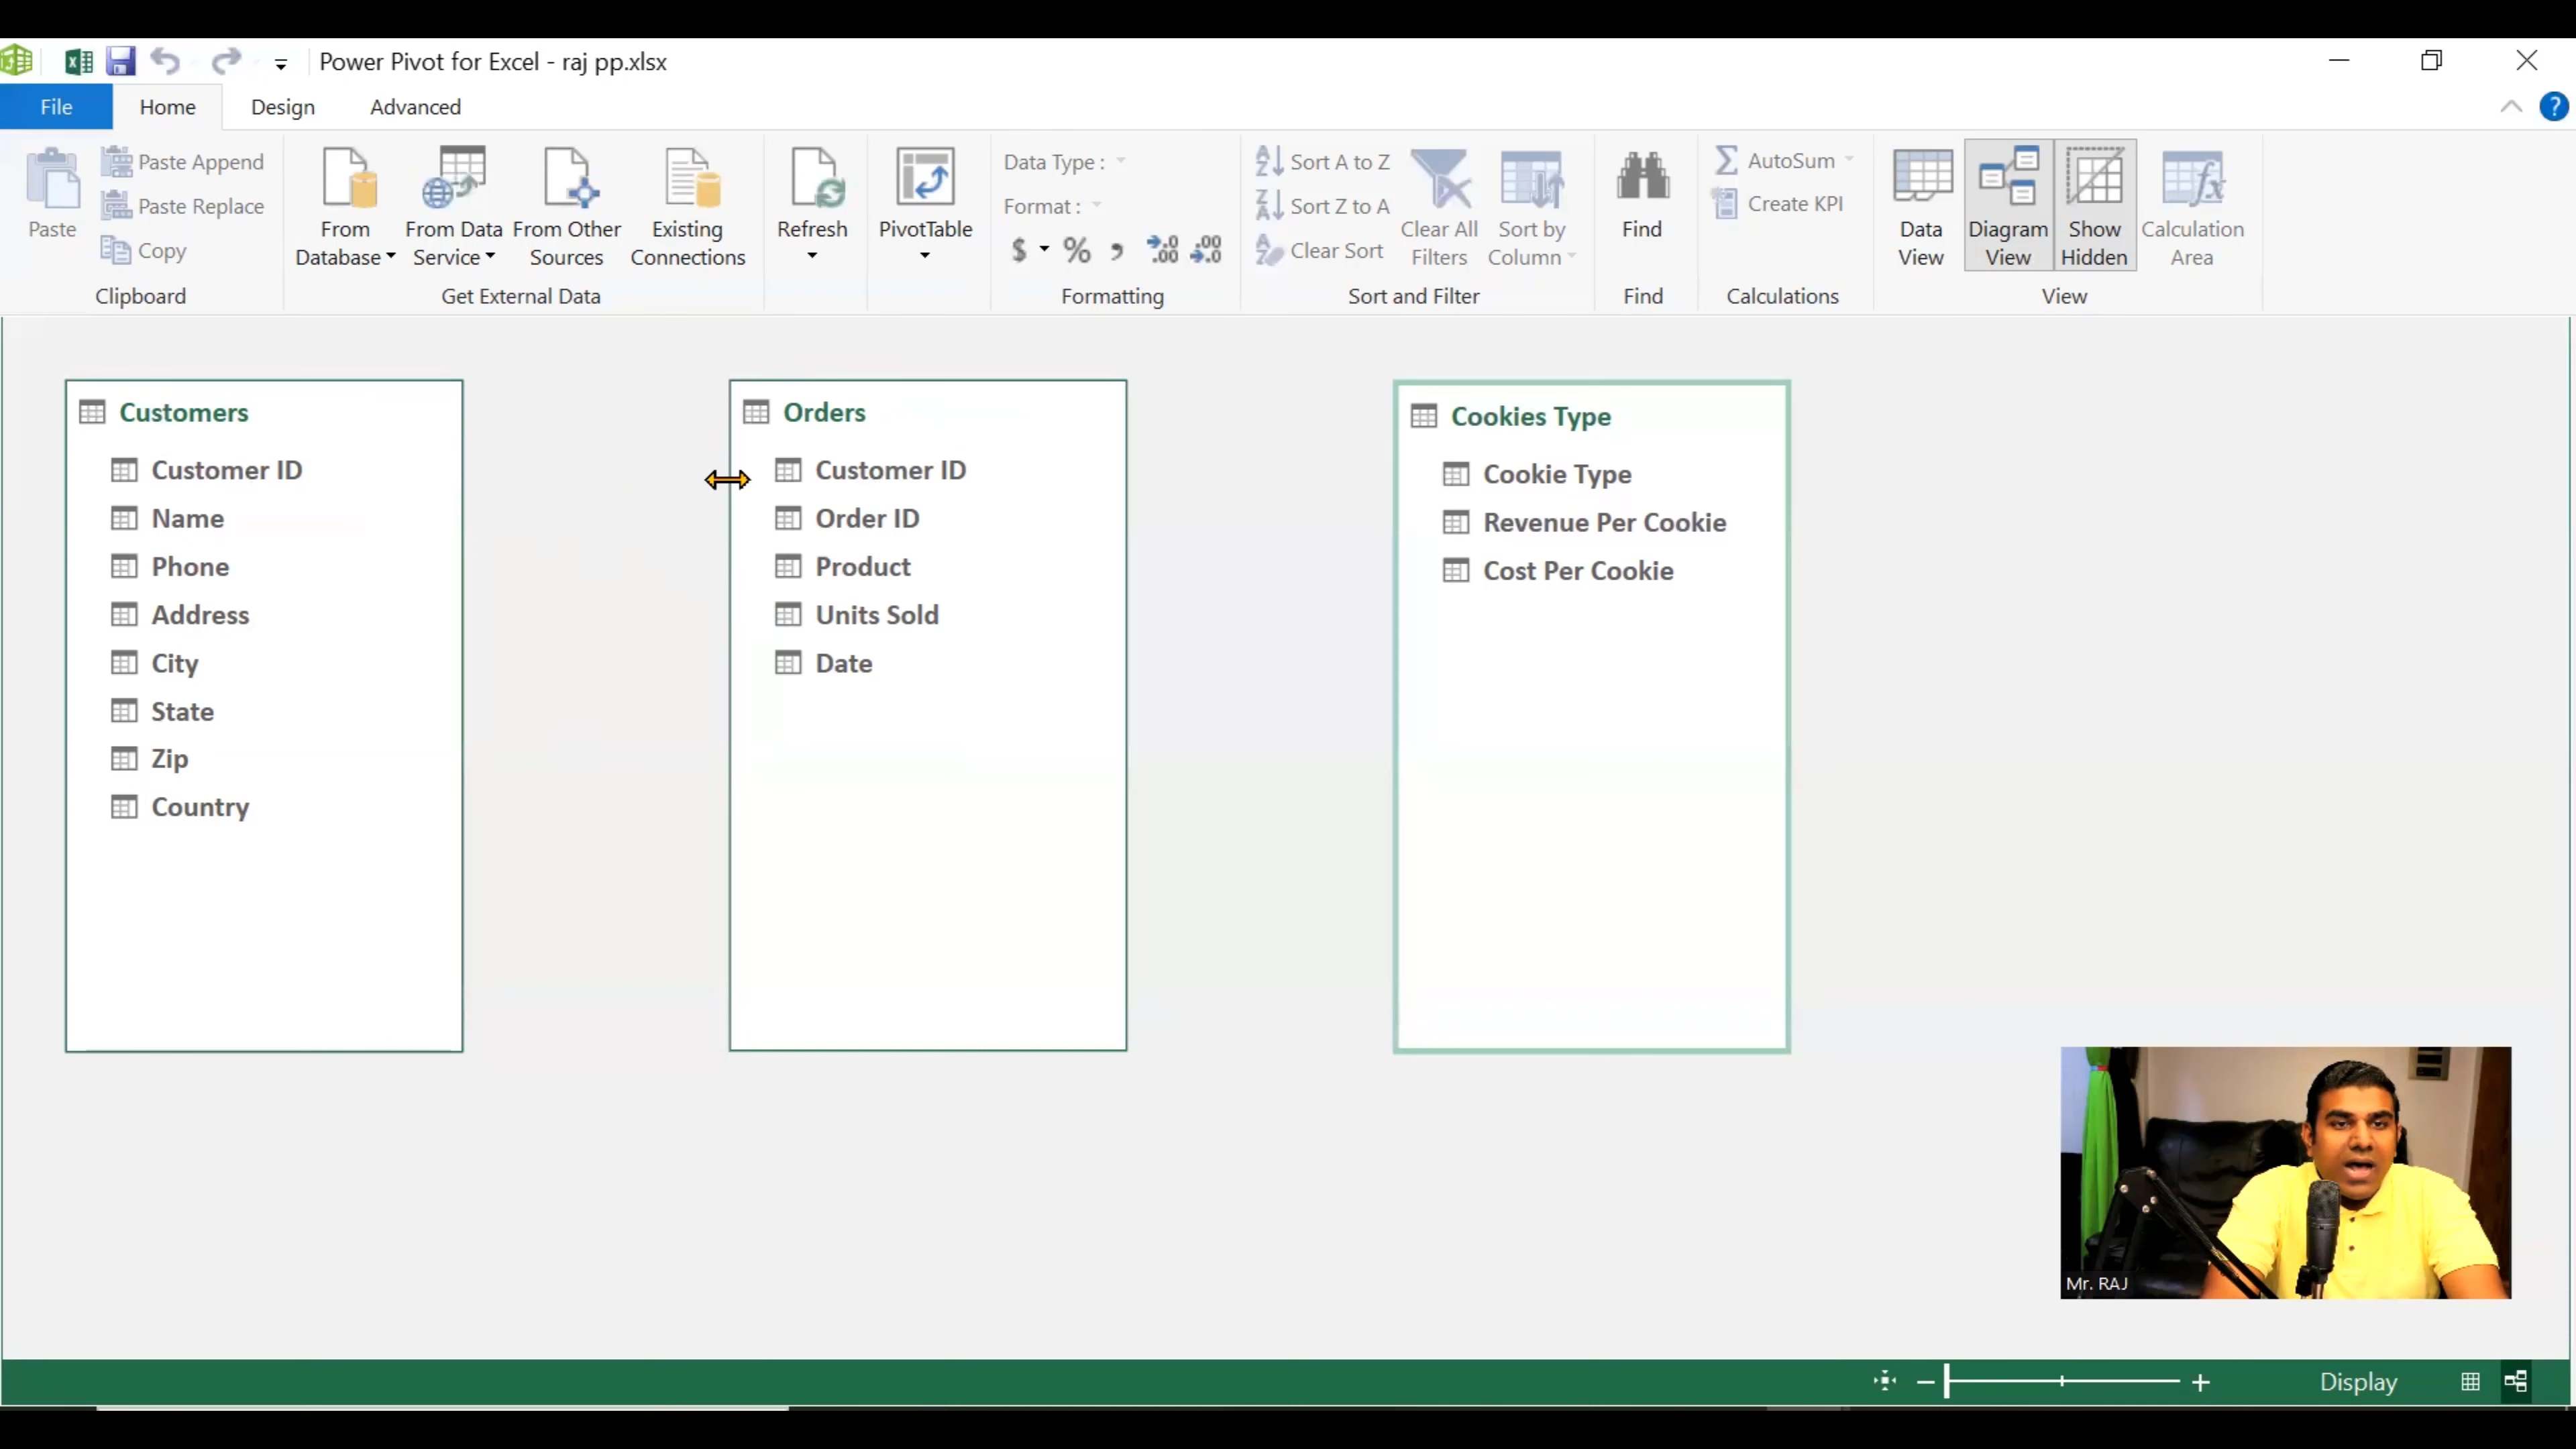 Power Pivot for Excel - raj pp.xlsx
File Home Design Advanced
Paste
Paste Append
Paste Replace
Copy
Clipboard
From Database
From Data Service
From Other Sources
Existing Connections
Get External Data
Refresh
PivotTable
Data Type :
Format :
$ % , .0 .00 .00 .0
Formatting
Sort A to Z
Sort Z to A
Clear Sort
Clear All Filters
Sort by Column
Sort and Filter
Find
Find
AutoSum
Create KPI
Calculations
Data View
Diagram View
Show Hidden
Calculation Area
View
Customers
Customer ID
Name
Phone
Address
City
State
Zip
Country
Orders
Customer ID
Order ID
Product
Units Sold
Date
Cookies Type
Cookie Type
Revenue Per Cookie
Cost Per Cookie
Mr. RAJ
Display